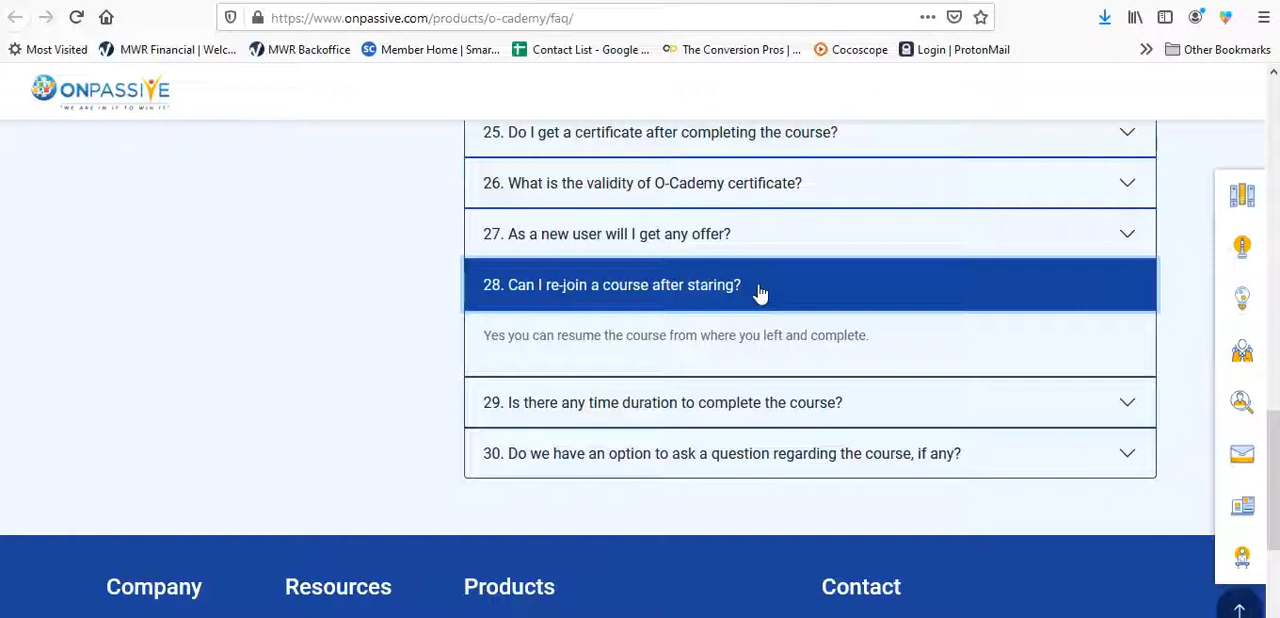 https://www.onpassive.com/products/o-cademy/faq/
Most Visited
MWR Financial | Welc...
MWR Backoffice
SC Member Home | Smar...
Contact List - Google ...
The Conversion Pros | ...
Cocoscope
Login | ProtonMail
Other Bookmarks
ONPASSIVE
"WE ARE IN IT TO WIN IT"
25. Do I get a certificate after completing the course?
26. What is the validity of O-Cademy certificate?
27. As a new user will I get any offer?
28. Can I re-join a course after staring?
Yes you can resume the course from where you left and complete.
29. Is there any time duration to complete the course?
30. Do we have an option to ask a question regarding the course, if any?
Company
Resources
Products
Contact